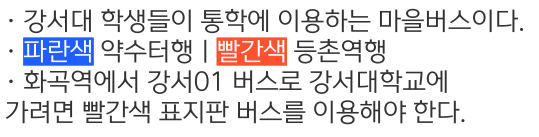 · 강서대 학생들이 통학에 이용하는 마을버스이다.
· 파란색 약수터행 | 빨간색 등촌역행
· 화곡역에서 강서01 버스로 강서대학교에
가려면 빨간색 표지판 버스를 이용해야 한다.